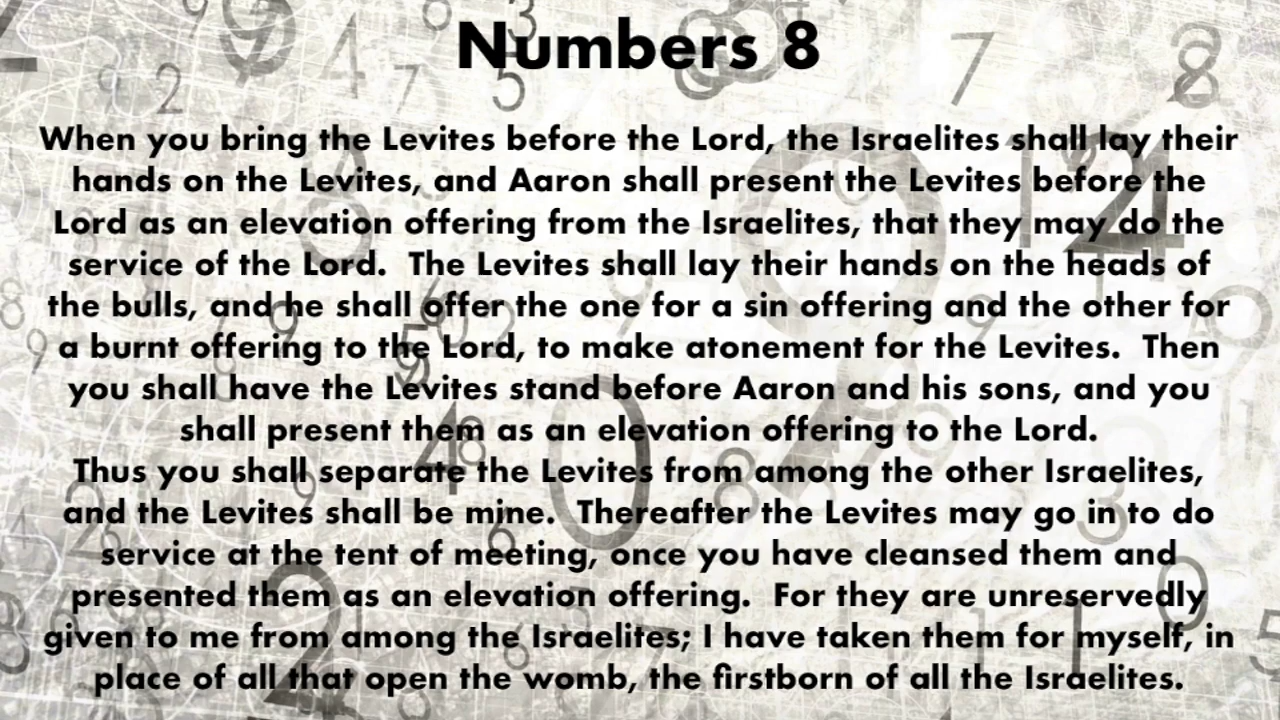 Numbers 8
When you bring the Levites before the Lord, the Israelites shall lay their
hands on the Levites, and Aaron shall present the Levites before the
Lord as an elevation offering from the Israelites, that they may do the
service of the Lord.  The Levites shall lay their hands on the heads of
the bulls, and he shall offer the one for a sin offering and the other for
a burnt offering to the Lord, to make atonement for the Levites.  Then
you shall have the Levites stand before Aaron and his sons, and you
shall present them as an elevation offering to the Lord.
Thus you shall separate the Levites from among the other Israelites,
and the Levites shall be mine.  Thereafter the Levites may go in to do
service at the tent of meeting, once you have cleansed them and
presented them as an elevation offering.  For they are unreservedly
given to me from among the Israelites; I have taken them for myself, in
place of all that open the womb, the firstborn of all the Israelites.